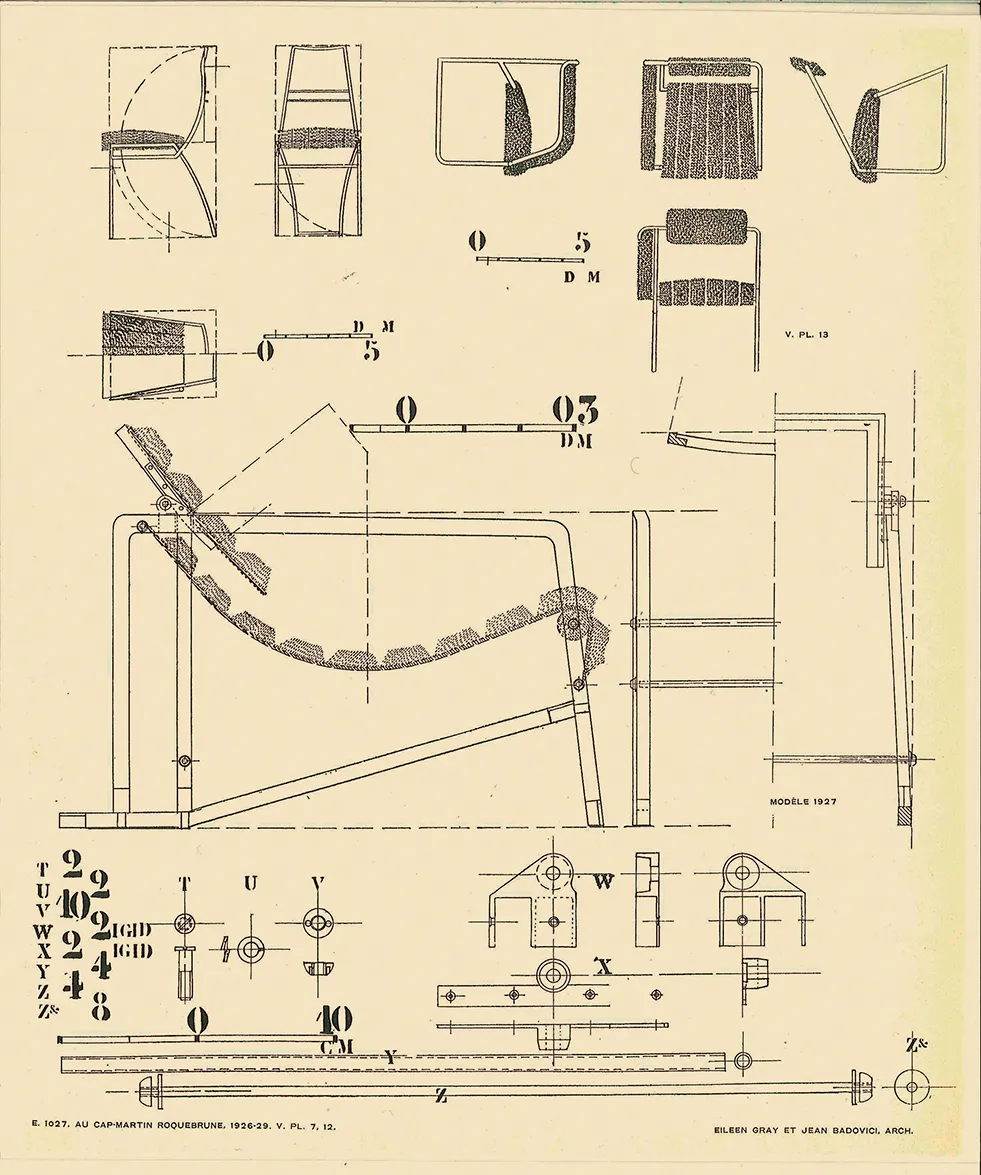 0 5
D M
V. PL. 13
D M
0 5
0 03
DM
MODÈLE 1927
T 2
U 2
V 10
W 2 IGID
X 2 IGID
Y 4
Z 4
Z& 8
T U V
W
X
0 10
CM
Y
Z
Z&
E. 1027. AU CAP-MARTIN ROQUEBRUNE, 1926-29. V. PL. 7, 12.
EILEEN GRAY ET JEAN BADOVICI, ARCH.